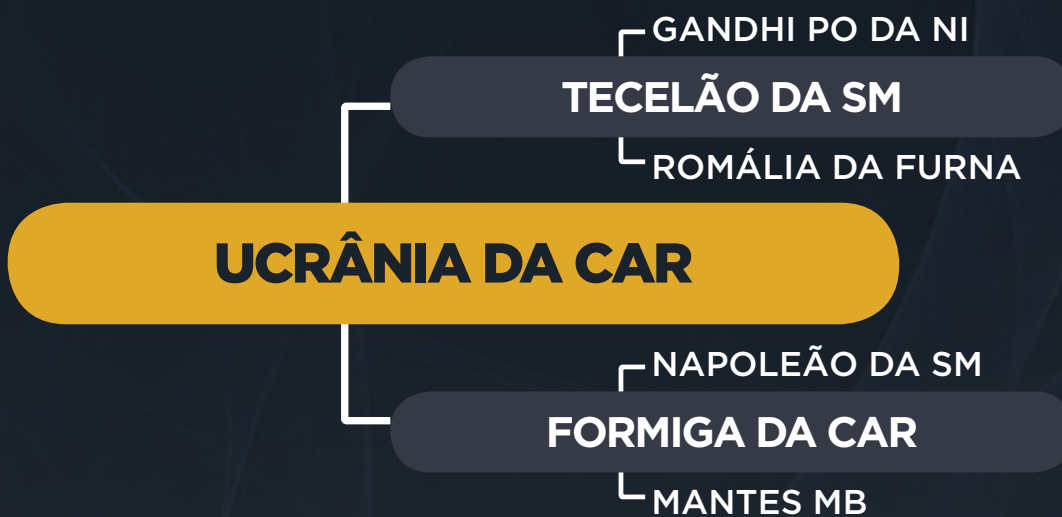 GANDHI PO DA NI
TECELÃO DA SM
ROMÁLIA DA FURNA
UCRÂNIA DA CAR
NAPOLEÃO DA SM
FORMIGA DA CAR
MANTES MB